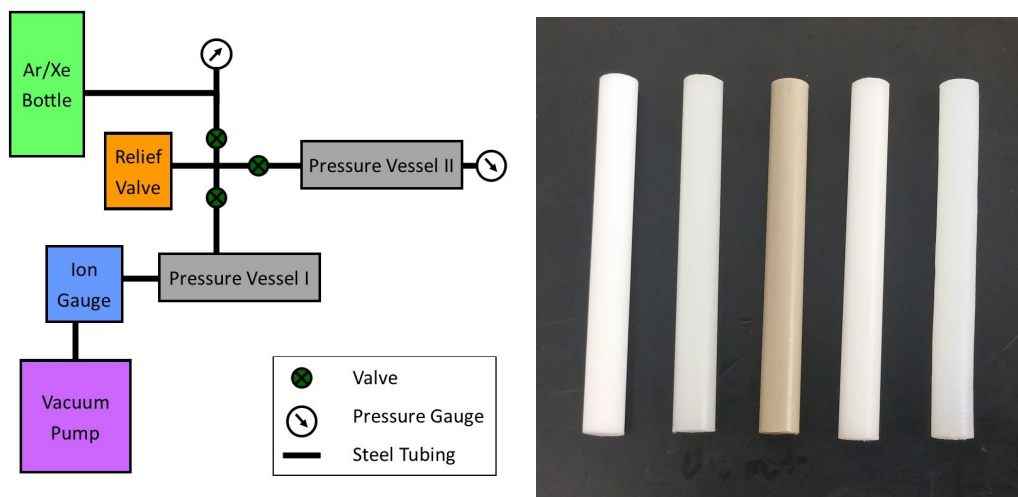 Ar/Xe
Bottle
Relief
Valve
Pressure Vessel II
Ion
Gauge
Pressure Vessel I
Vacuum
Pump
Valve
Pressure Gauge
Steel Tubing